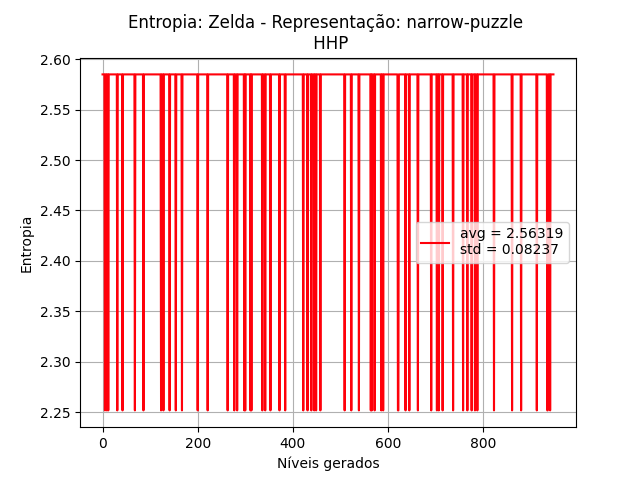 Entropia: Zelda - Representação: narrow-puzzle
HHP
2.60
2.55
2.50
2.45
2.40
2.35
2.30
2.25
Entropia
avg = 2.56319
std = 0.08237
0 200 400 600 800
Níveis gerados